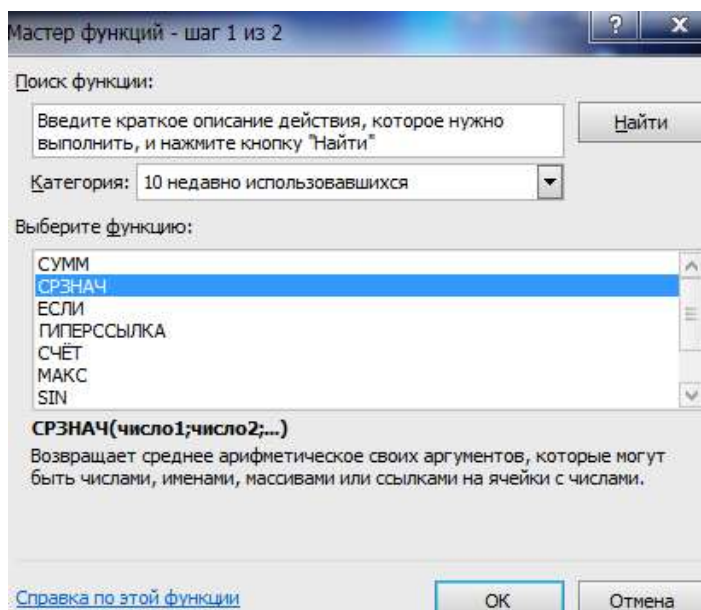 Мастер функций - шаг 1 из 2
? X
Поиск функции:
Введите краткое описание действия, которое нужно
выполнить, и нажмите кнопку "Найти"
Найти
Категория: 10 недавно использовавшихся
Выберите функцию:
СУММ
СРЗНАЧ
ЕСЛИ
ГИПЕРССЫЛКА
СЧЁТ
МАКС
SIN
СРЗНАЧ(число1;число2;...)
Возвращает среднее арифметическое своих аргументов, которые могут
быть числами, именами, массивами или ссылками на ячейки с числами.
Справка по этой функции
ОК
Отмена